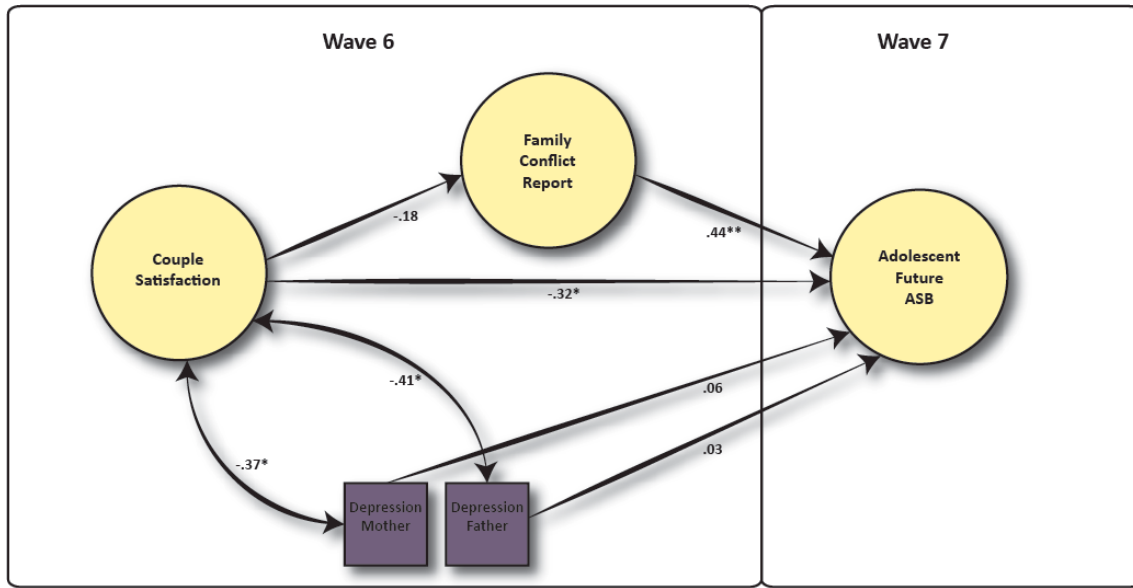 Wave 6
Wave 7
Family
Conflict
Report
-.18
.44**
Couple
Satisfaction
Adolescent
Future
ASB
-.32*
-.41*
.06
-.37*
.03
Depression
Mother
Depression
Father